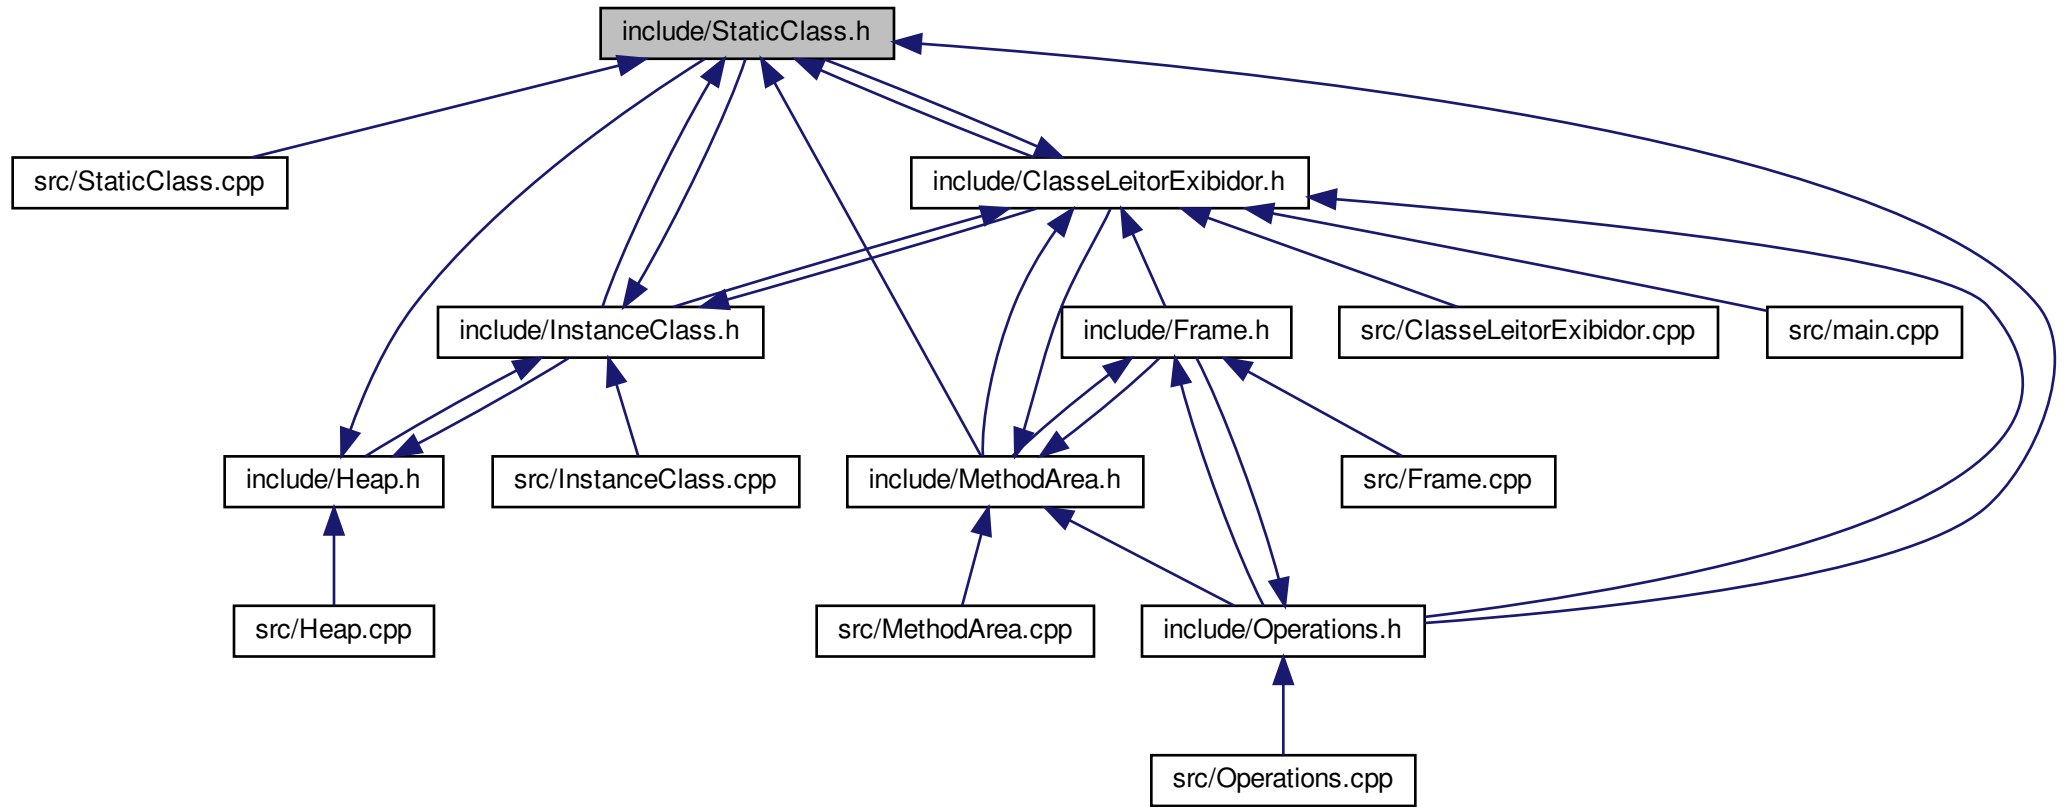 include/StaticClass.h
src/StaticClass.cpp
include/ClasseLeitorExibidor.h
include/InstanceClass.h
include/Frame.h
src/ClasseLeitorExibidor.cpp
src/main.cpp
include/Heap.h
src/InstanceClass.cpp
include/MethodArea.h
src/Frame.cpp
src/Heap.cpp
src/MethodArea.cpp
include/Operations.h
src/Operations.cpp